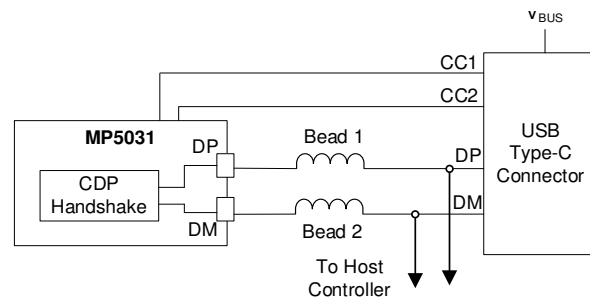 VBUS
CC1
CC2
MP5031
DP
Bead 1
DP
USB
Type-C
Connector
CDP
Handshake
DM
DM
Bead 2
To Host
Controller